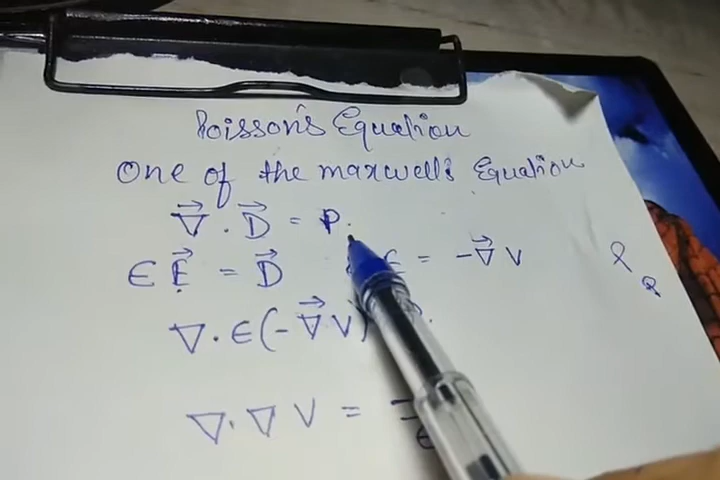 Poisson's Equation
One of the maxwell's Equation
∇⃗ . D⃗ = P.
ϵ E⃗ = D⃗ E = -∇⃗ V
∇ . ϵ (-∇⃗ V)
∇ . ∇ V =